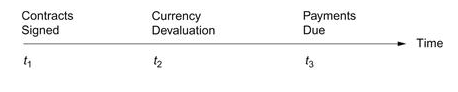 Contracts Signed
Currency Devaluation
Payments Due
Time
t1
t2
t3